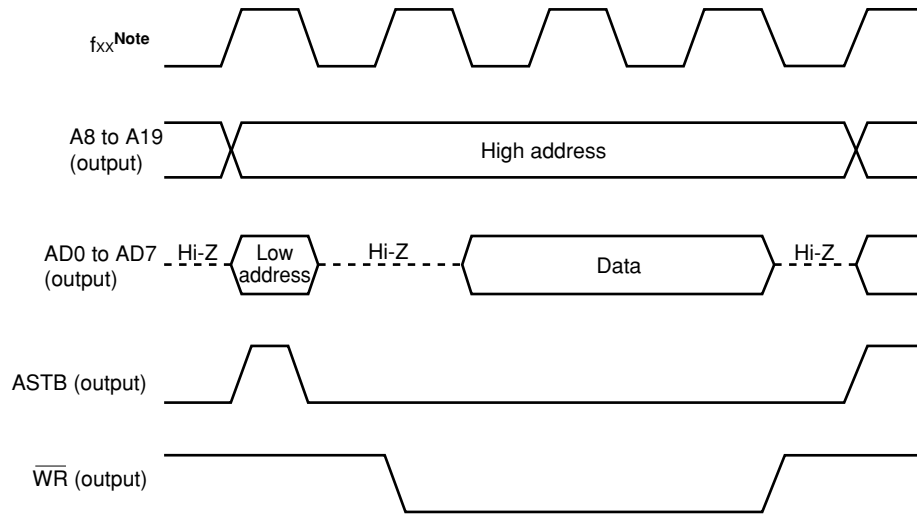 fxxNote
A8 to A19
(output)
High address
AD0 to AD7
(output)
Hi-Z
Low
address
Hi-Z
Data
Hi-Z
ASTB (output)
WR (output)